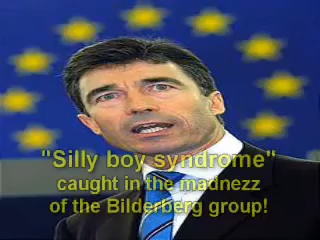 "Silly boy syndrome"
caught in the madnezz
of the Bilderberg group!